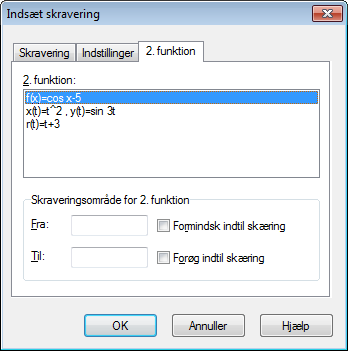 Indsæt skravering
Skravering Indstillinger 2. funktion
2. funktion:
f(x)=cos x-5
x(t)=t^2 , y(t)=sin 3t
r(t)=t+3
Skraveringsområde for 2. funktion
Fra: Formindsk indtil skæring
Til: Forøg indtil skæring
OK Annuller Hjælp